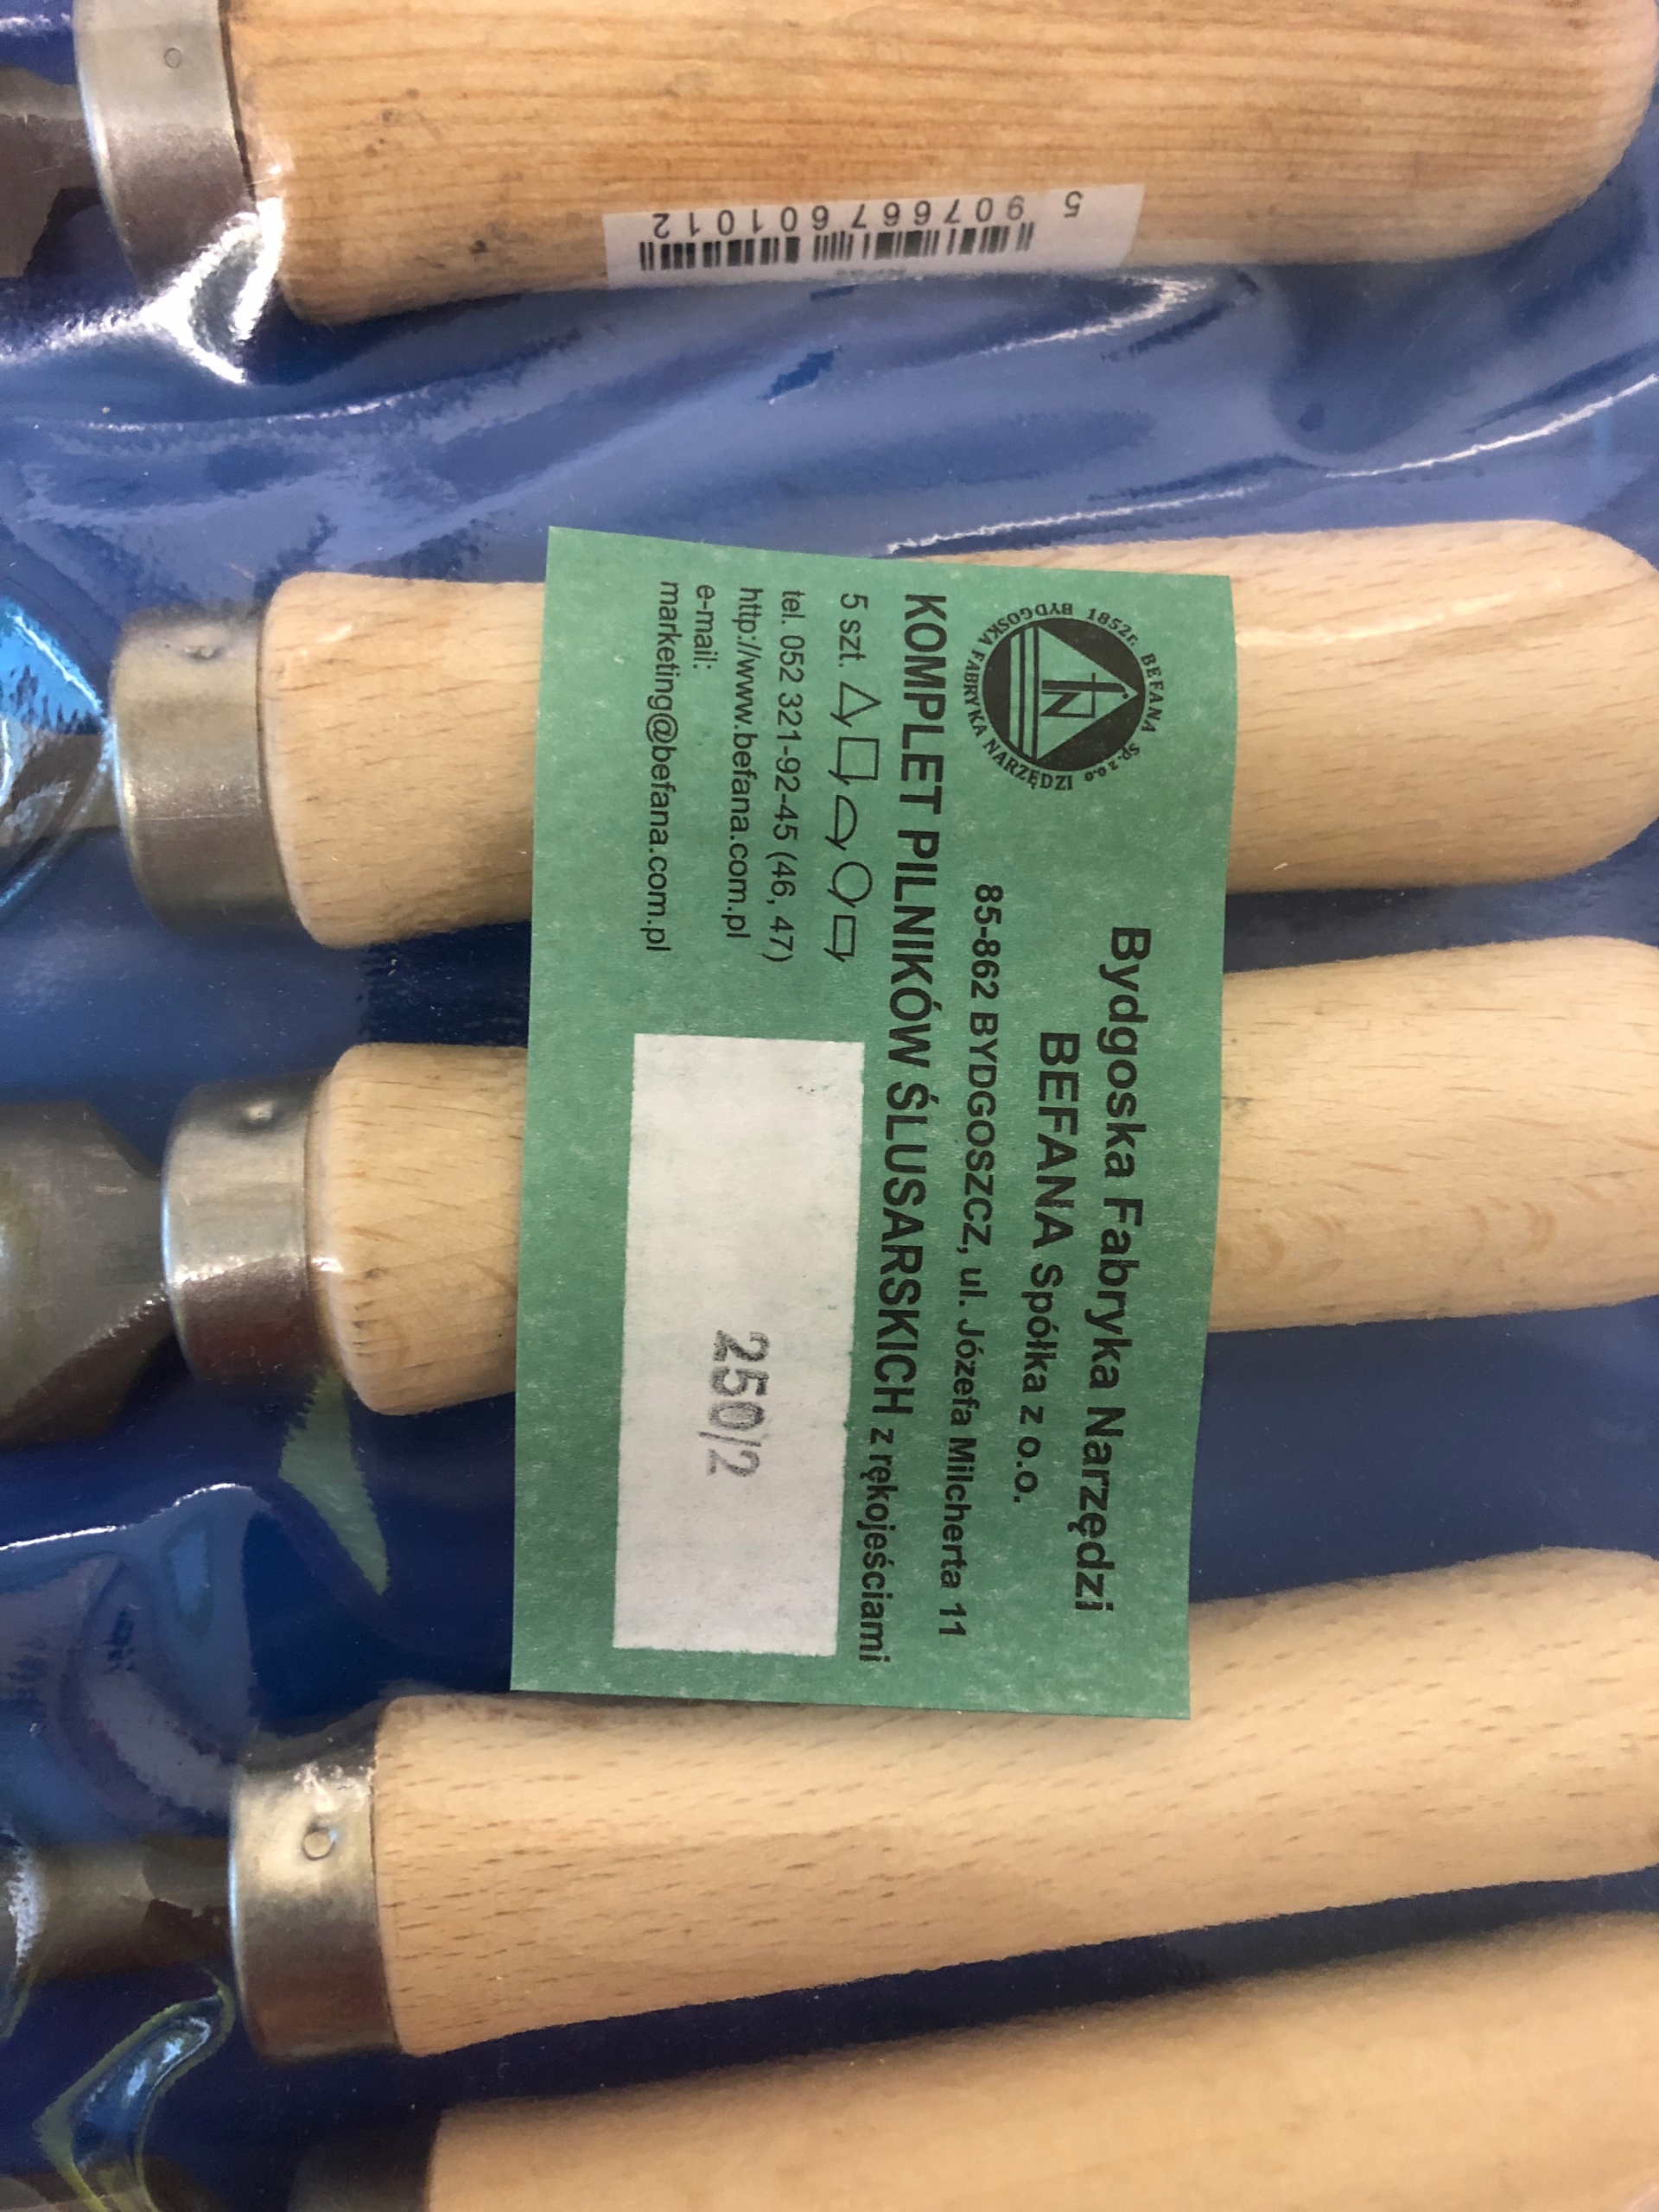 5 907667 601012
1852r. BEFANA Sp. z o.o
BYDGOSKA FABRYKA NARZĘDZI
Bydgoska Fabryka Narzędzi
BEFANA Spółka z o.o.
85-862 BYDGOSZCZ, ul. Józefa Milcherta 11
KOMPLET PILNIKÓW ŚLUSARSKICH z rękojeściami
5 szt.
tel. 052 321-92-45 (46, 47)
http://www.befana.com.pl
e-mail:
marketing@befana.com.pl
250/2